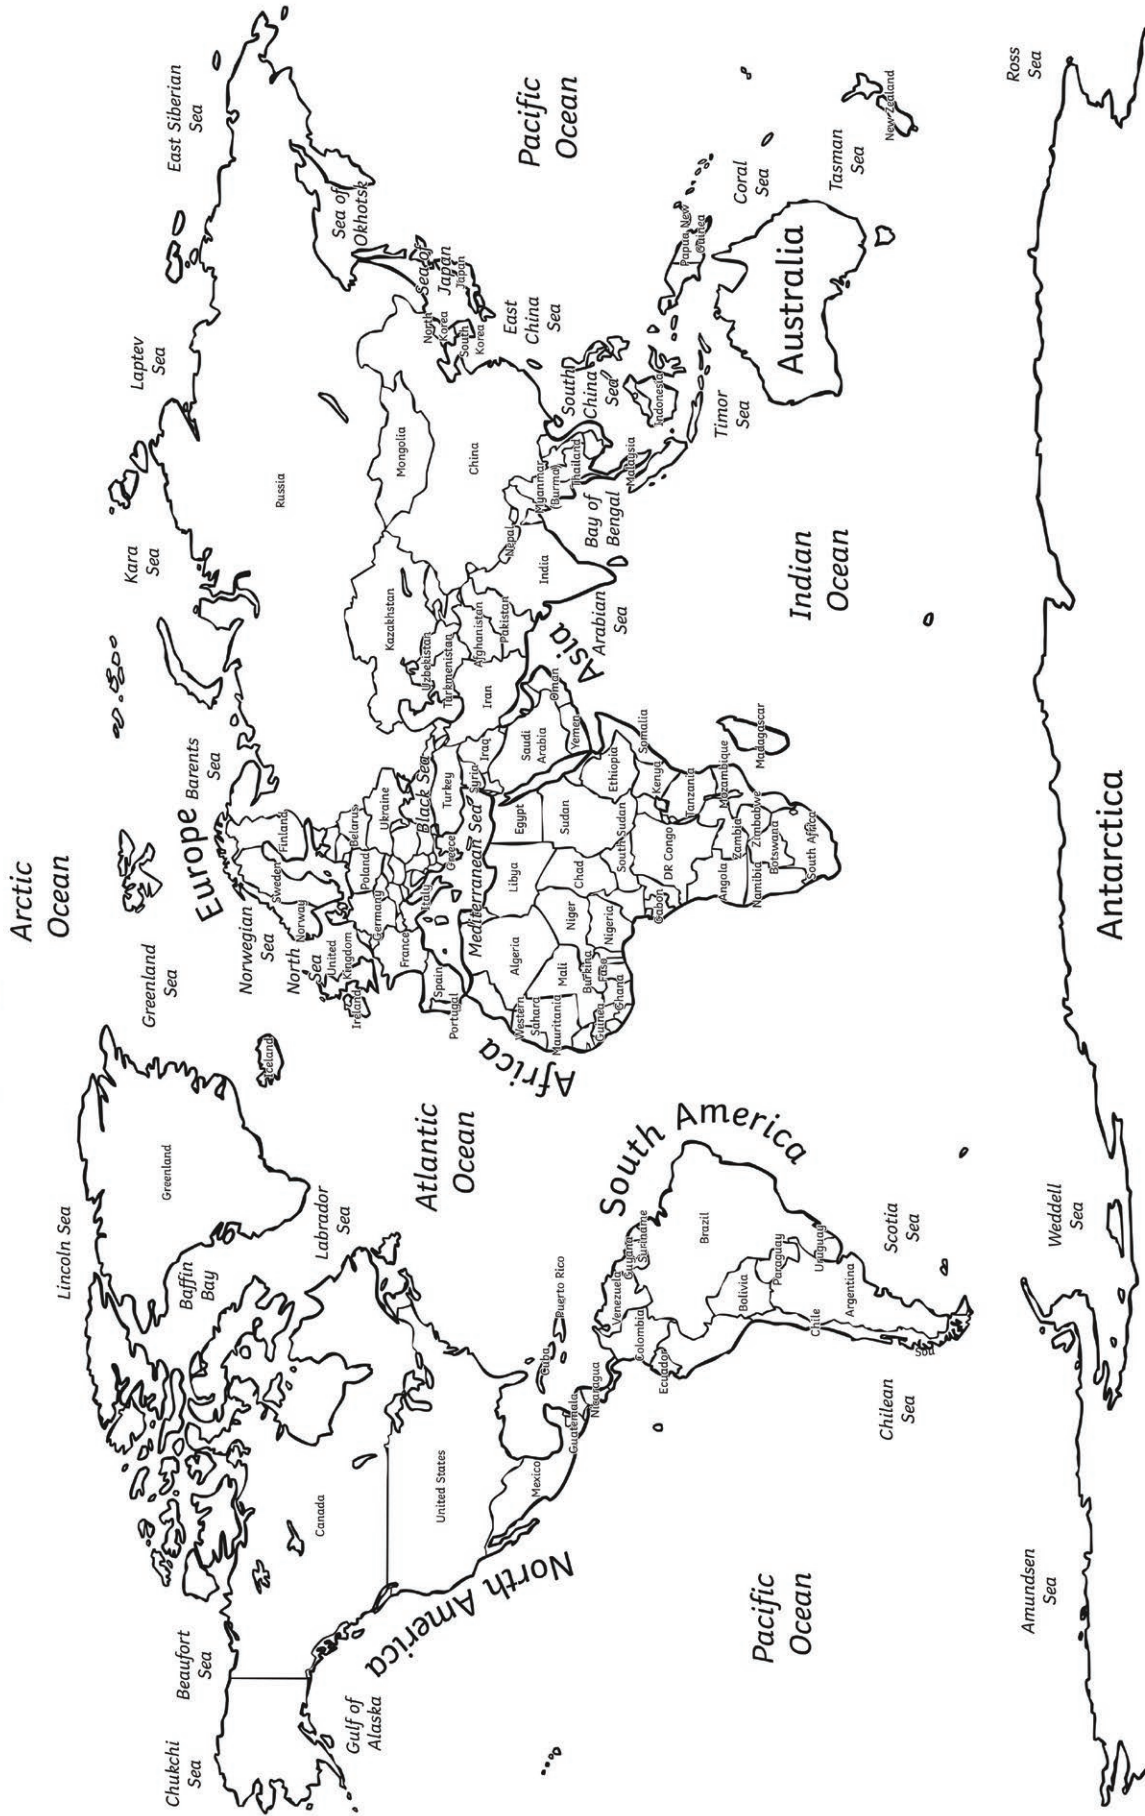 Arctic
Ocean
Lincoln Sea
Greenland
Sea
Barents
Sea
Kara
Sea
Laptev
Sea
East Siberian
Sea
Chukchi
Sea
Beaufort
Sea
Baffin
Bay
Greenland
Norwegian
Sea
Europe
Gulf of
Alaska
Canada
Labrador
Sea
Iceland
North
Sea
Norway
Sweden
Finland
Russia
Sea of
Okhotsk
United
Kingdom
Ireland
Germany
Poland
Belarus
Ukraine
Kazakhstan
Mongolia
France
Italy
Black Sea
Uzbekistan
Turkmenistan
North
Korea
South
Korea
Sea of
Japan
Japan
North America
United States
Atlantic
Ocean
Portugal
Spain
Mediterranean Sea
Greece
Turkey
Syria
Iraq
Iran
Afghanistan
Pakistan
China
Nepal
East
China
Sea
Pacific
Ocean
Mexico
Cuba
Puerto Rico
Guatemala
Nicaragua
Africa
Western
Sahara
Mauritania
Algeria
Libya
Egypt
Saudi
Arabia
Oman
Yemen
Asia
India
Myanmar
(Burma)
Thailand
South
China
Sea
Mali
Niger
Chad
Sudan
Burkina
Faso
Guinea
Ghana
Nigeria
South Sudan
Ethiopia
Somalia
Arabian
Sea
Bay of
Bengal
Malaysia
Indonesia
Papua New
Guinea
South America
Venezuela
Guyana
Suriname
Colombia
Ecuador
Brazil
Gabon
DR Congo
Kenya
Tanzania
Angola
Zambia
Mozambique
Namibia
Zimbabwe
Botswana
Madagascar
South Africa
Pacific
Ocean
Bolivia
Paraguay
Chile
Uruguay
Argentina
Indian
Ocean
Timor
Sea
Australia
Coral
Sea
Tasman
Sea
New Zealand
Chilean
Sea
Scotia
Sea
Amundsen
Sea
Weddell
Sea
Ross
Sea
Antarctica